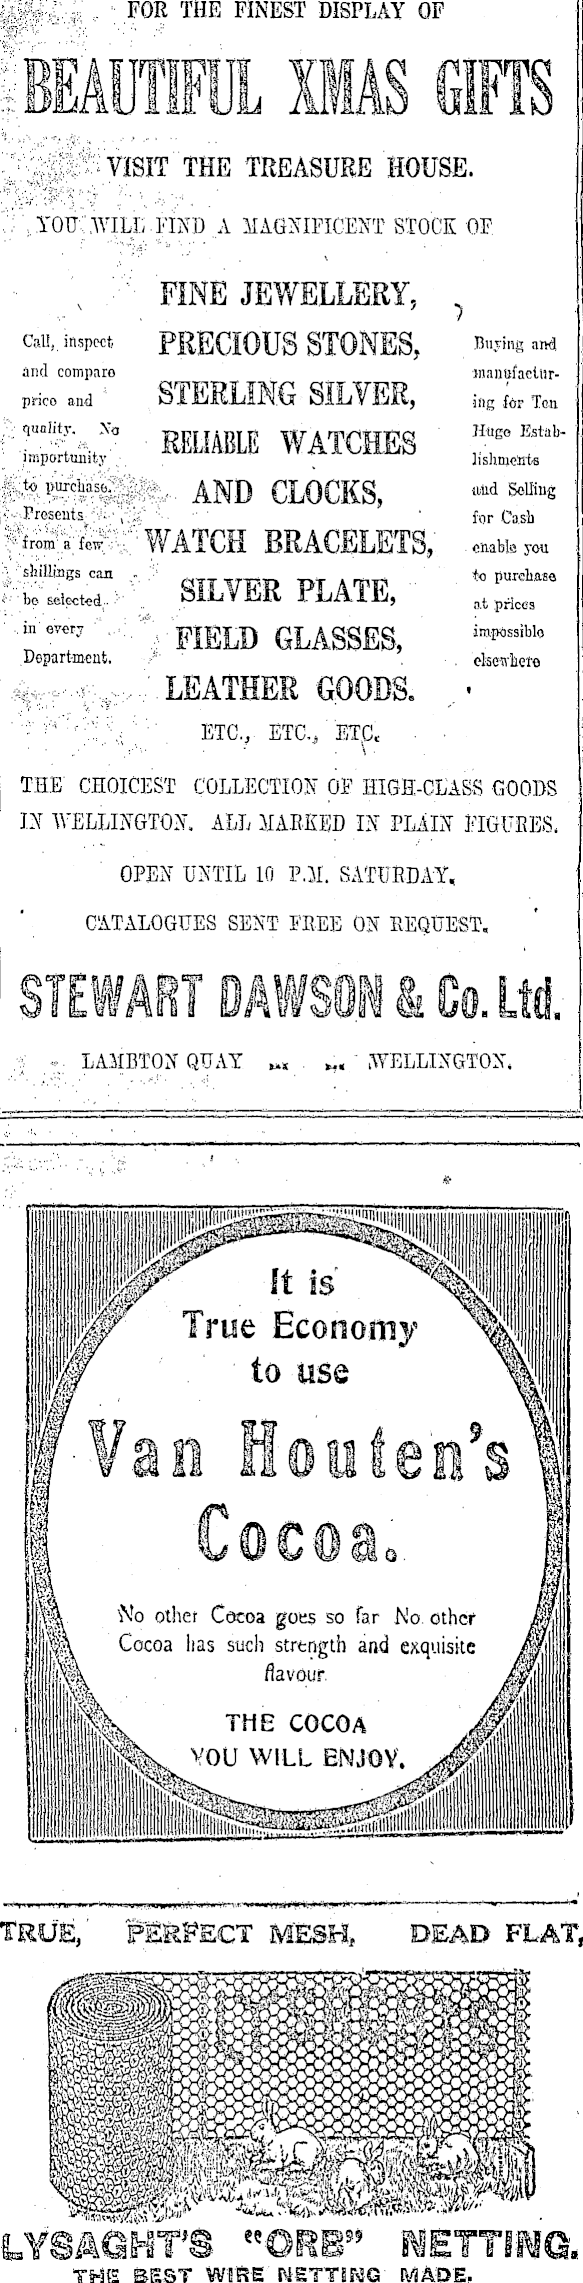 FOR THE FINEST DISPLAY OF
BEAUTIFUL XMAS GIFTS
VISIT THE TREASURE HOUSE.
YOU WILL FIND A MAGNIFICENT STOCK OF
FINE JEWELLERY,
PRECIOUS STONES,
STERLING SILVER,
RELIABLE WATCHES
AND CLOCKS,
WATCH BRACELETS,
SILVER PLATE,
FIELD GLASSES,
LEATHER GOODS.
ETC., ETC., ETC.
Call, inspect
and compare
price and
quality. No
importunity
to purchase.
Presents
from a few
shillings can
be selected
in every
Department.
Buying and
manufactur-
ing for Ten
Huge Estab-
lishments
and Selling
for Cash
enable you
to purchase
at prices
impossible
elsewhere
THE CHOICEST COLLECTION OF HIGH-CLASS GOODS
IN WELLINGTON. ALL MARKED IN PLAIN FIGURES.
OPEN UNTIL 10 P.M. SATURDAY.
CATALOGUES SENT FREE ON REQUEST.
STEWART DAWSON & Co. Ltd.
LAMBTON QUAY ... ... WELLINGTON.
It is
True Economy
to use
Van Houten's
Cocoa.
No other Cocoa goes so far No other
Cocoa has such strength and exquisite
flavour.
THE COCOA
YOU WILL ENJOY.
TRUE, PERFECT MESH, DEAD FLAT,
LYSAGHT'S
LYSAGHT'S "ORB" NETTING.
THE BEST WIRE NETTING MADE.